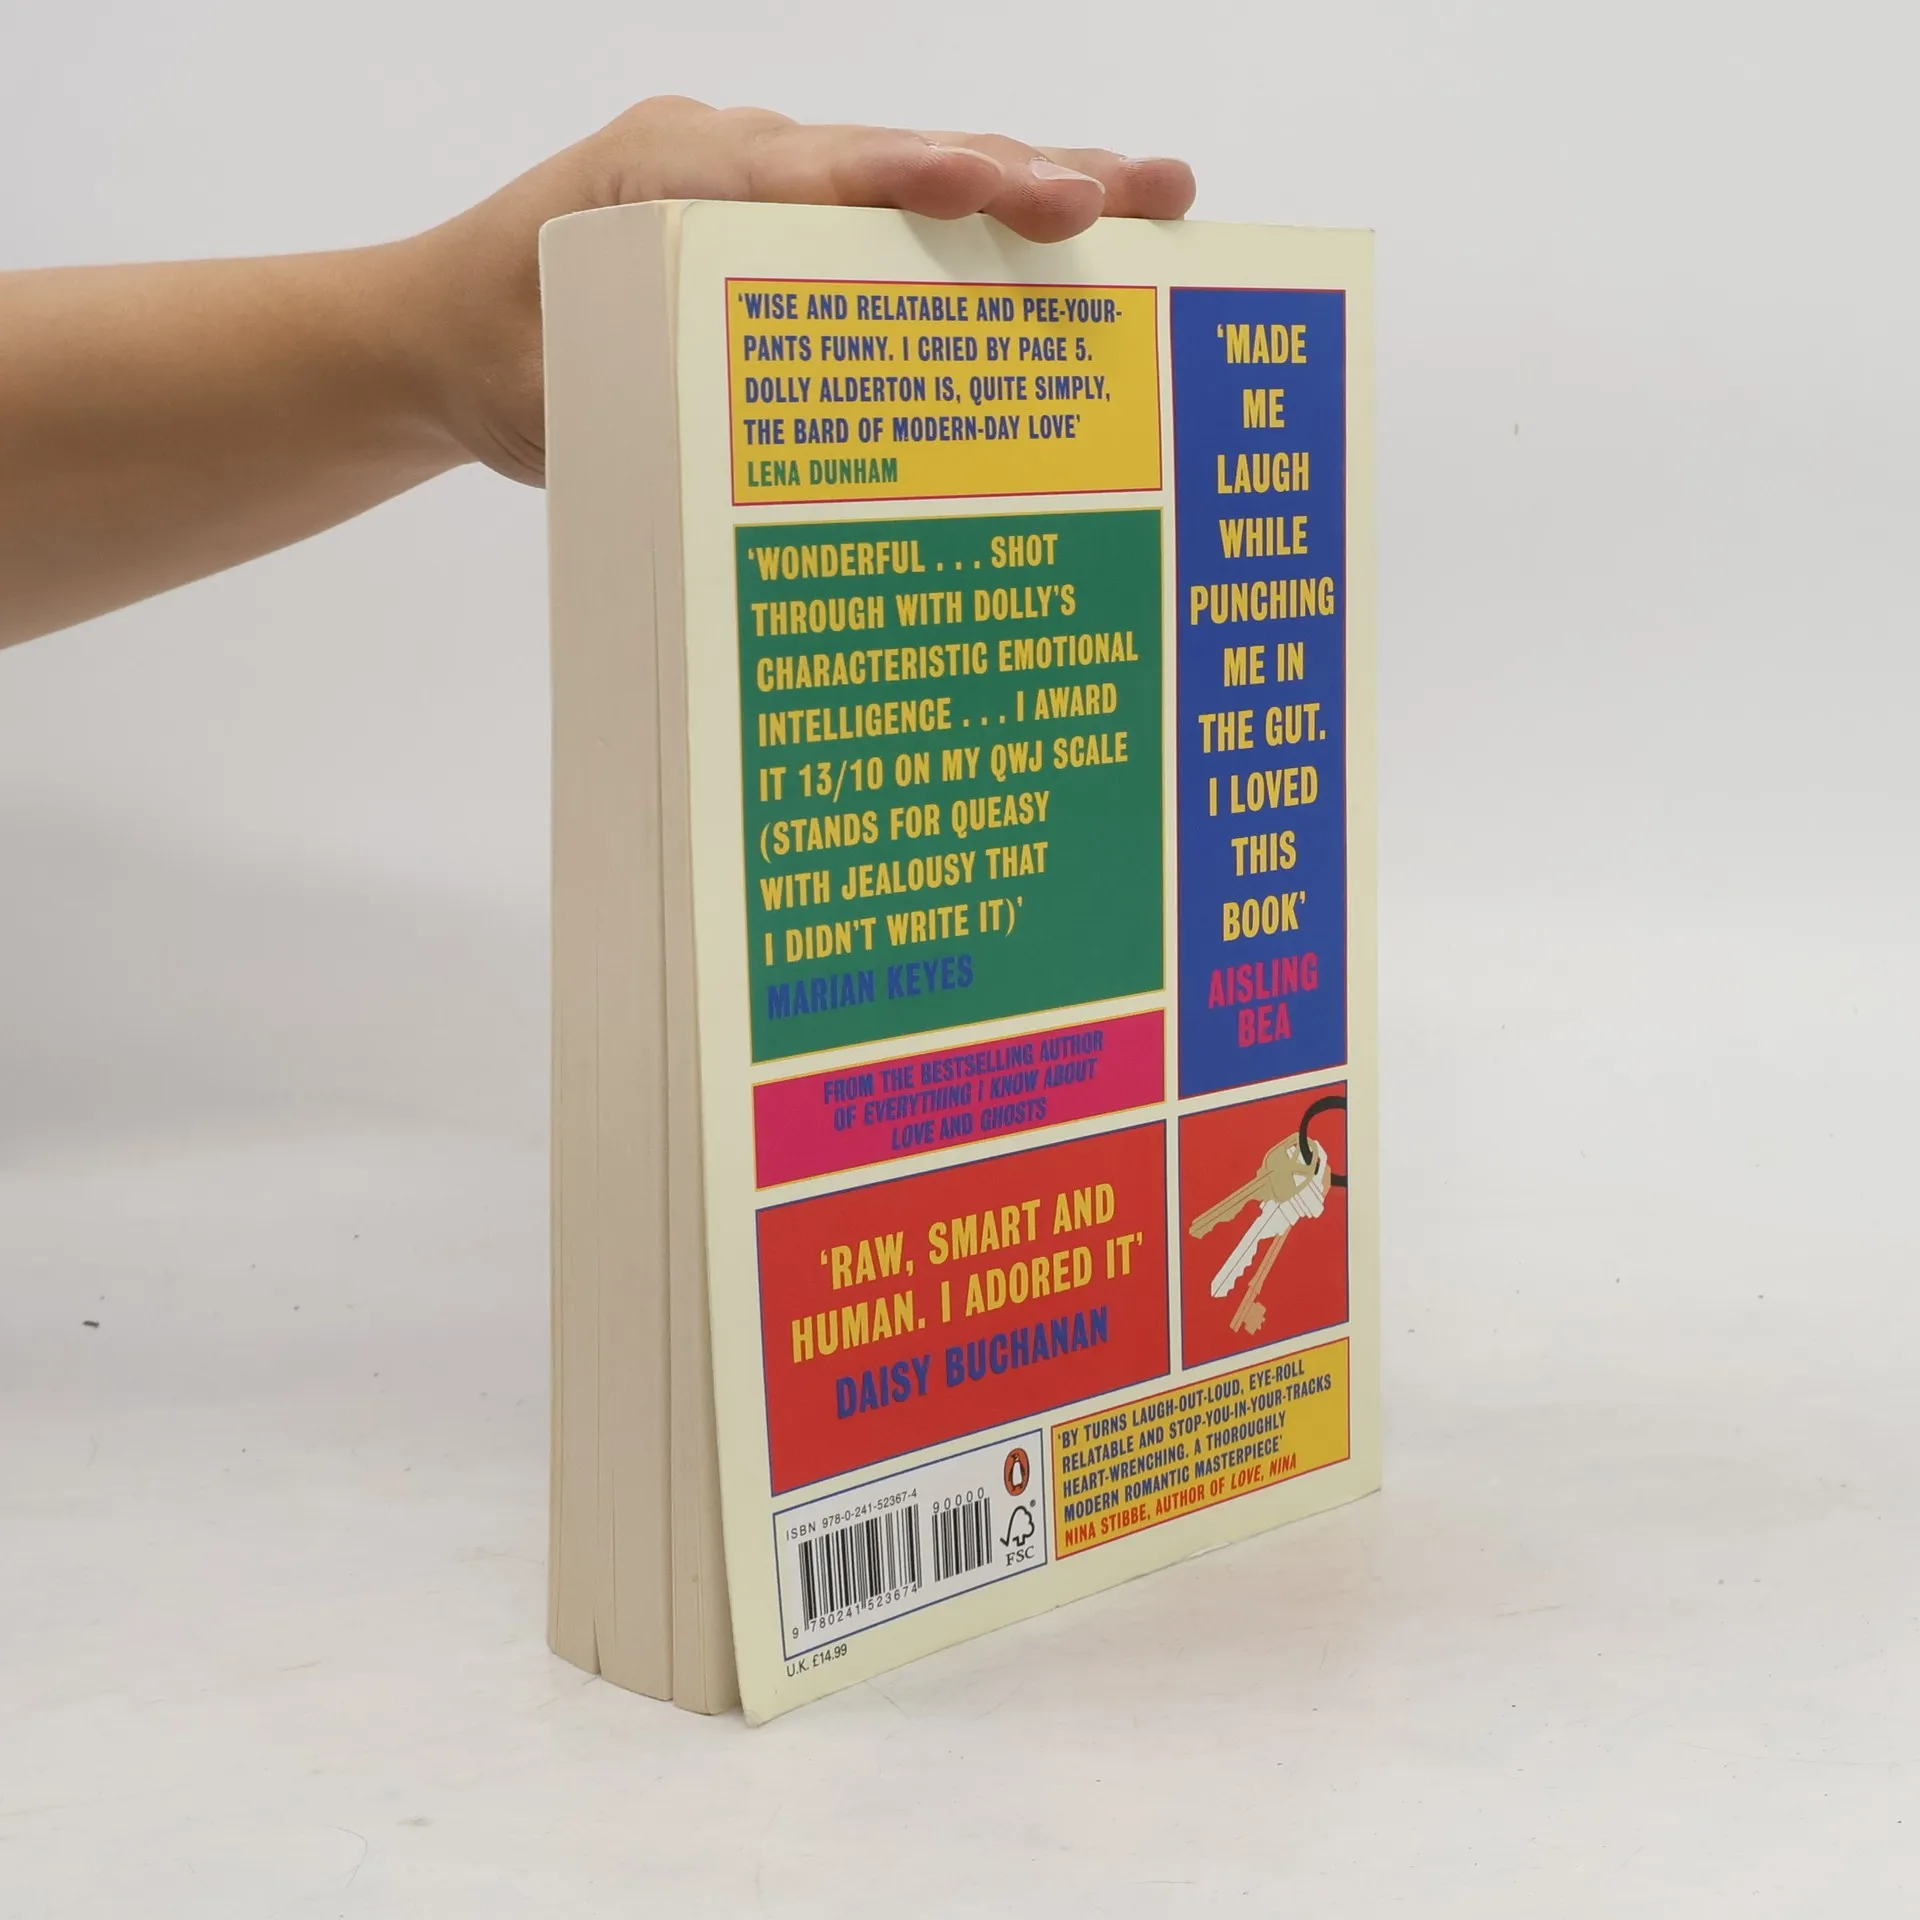 ‘WISE AND RELATABLE AND PEE-YOUR-
PANTS FUNNY. I CRIED BY PAGE 5.
DOLLY ALDERTON IS, QUITE SIMPLY,
THE BARD OF MODERN-DAY LOVE’
LENA DUNHAM
‘WONDERFUL . . . SHOT
THROUGH WITH DOLLY’S
CHARACTERISTIC EMOTIONAL
INTELLIGENCE . . . I AWARD
IT 13/10 ON MY QWJ SCALE
(STANDS FOR QUEASY
WITH JEALOUSY THAT
I DIDN’T WRITE IT)’
MARIAN KEYES
FROM THE BESTSELLING AUTHOR
OF EVERYTHING I KNOW ABOUT
LOVE AND GHOSTS
‘RAW, SMART AND
HUMAN. I ADORED IT’
DAISY BUCHANAN
‘MADE
ME
LAUGH
WHILE
PUNCHING
ME IN
THE GUT.
I LOVED
THIS
BOOK’
AISLING
BEA
‘BY TURNS LAUGH-OUT-LOUD, EYE-ROLL
RELATABLE AND STOP-YOU-IN-YOUR-TRACKS
HEART-WRENCHING. A THOROUGHLY
MODERN ROMANTIC MASTERPIECE’
NINA STIBBE, AUTHOR OF LOVE, NINA
ISBN 978-0-241-52367-4
90000
9 780241 523674
FSC®
U.K. £14.99